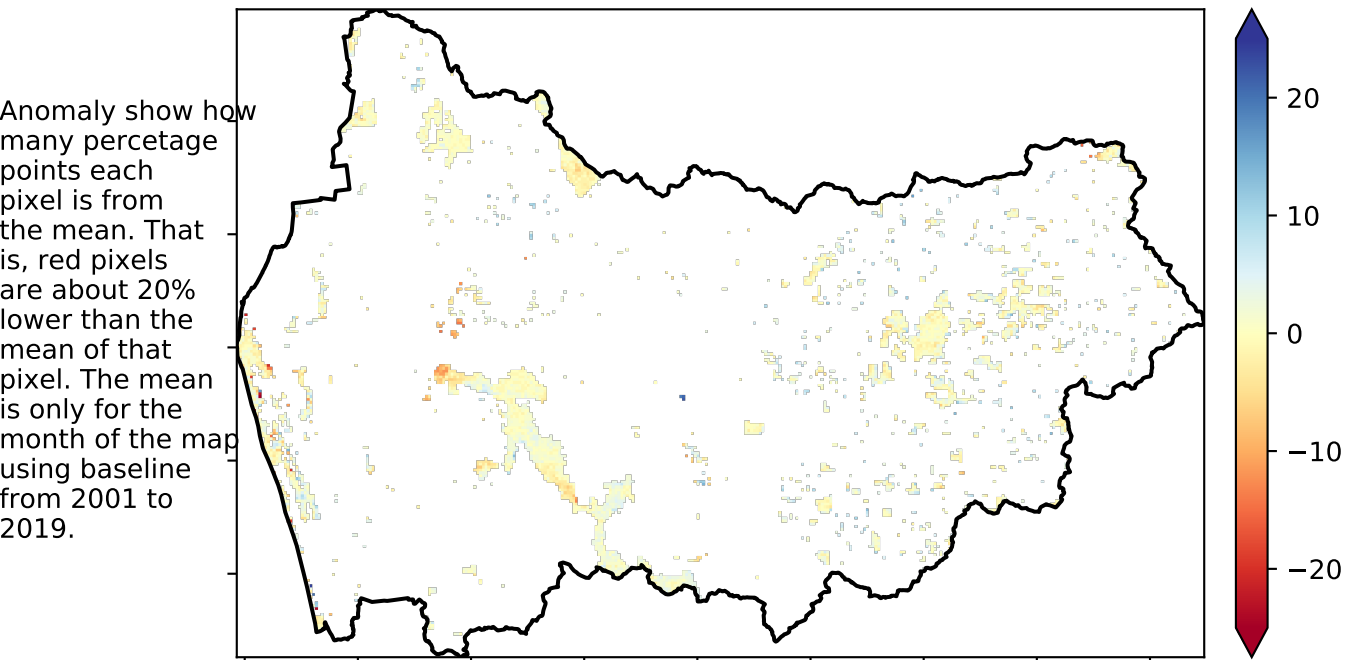 Anomaly show how
many percetage
points each
pixel is from
the mean. That
is, red pixels
are about 20%
lower than the
mean of that
pixel. The mean
is only for the
month of the map
using baseline
from 2001 to
2019.
20
10
0
−10
−20